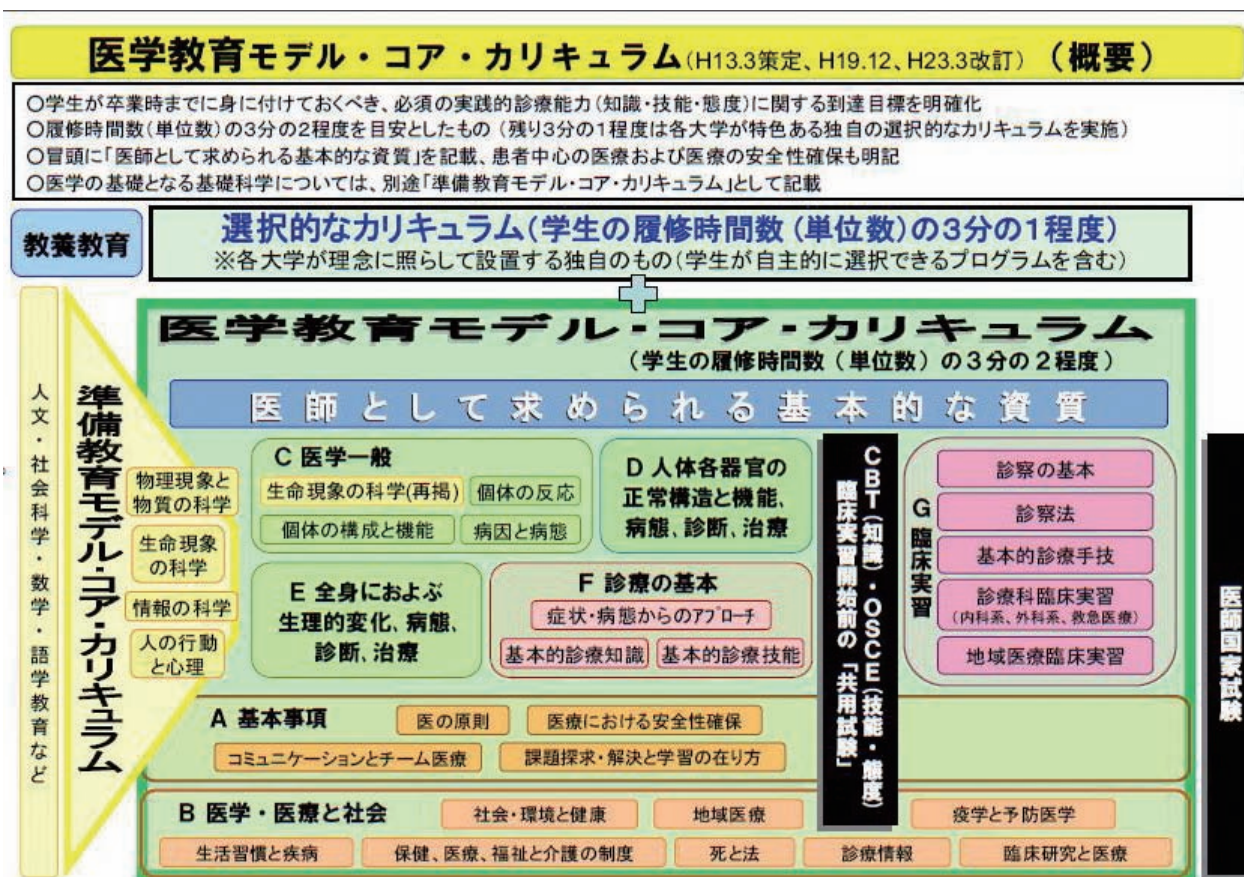 医学教育モデル・コア・カリキュラム(H13.3策定、H19.12、H23.3改訂) (概要)
○学生が卒業時までに身に付けておくべき、必須の実践的診療能力(知識・技能・態度)に関する到達目標を明確化
○履修時間数(単位数)の3分の2程度を目安としたもの(残り3分の1程度は各大学が特色ある独自の選択的なカリキュラムを実施)
○冒頭に「医師として求められる基本的な資質」を記載、患者中心の医療および医療の安全性確保も明記
○医学の基礎となる基礎科学については、別途「準備教育モデル・コア・カリキュラム」として記載
教養教育
選択的なカリキュラム(学生の履修時間数(単位数)の3分の1程度)
※各大学が理念に照らして設置する独自のもの(学生が自主的に選択できるプログラムを含む)
人文・社会科学・数学・語学教育など
準備教育モデル・コア・カリキュラム
物理現象と
物質の科学
生命現象
の科学
情報の科学
人の行動
と心理
医学教育モデル・コア・カリキュラム
(学生の履修時間数(単位数)の3分の2程度)
医師として求められる基本的な資質
C 医学一般
生命現象の科学(再掲)
個体の反応
個体の構成と機能
病因と病態
D 人体各器官の
正常構造と機能、
病態、診断、治療
E 全身におよぶ
生理的変化、病態、
診断、治療
F 診療の基本
症状・病態からのアプローチ
基本的診療知識
基本的診療技能
CBT(知識)・OSCE(技能・態度)
臨床実習開始前の「共用試験」
G 臨床実習
診察の基本
診察法
基本的診療手技
診療科臨床実習
(内科系、外科系、救急医療)
地域医療臨床実習
医師国家試験
A 基本事項
医の原則
医療における安全性確保
コミュニケーションとチーム医療
課題探求・解決と学習の在り方
B 医学・医療と社会
社会・環境と健康
地域医療
疫学と予防医学
生活習慣と疾病
保健、医療、福祉と介護の制度
死と法
診療情報
臨床研究と医療